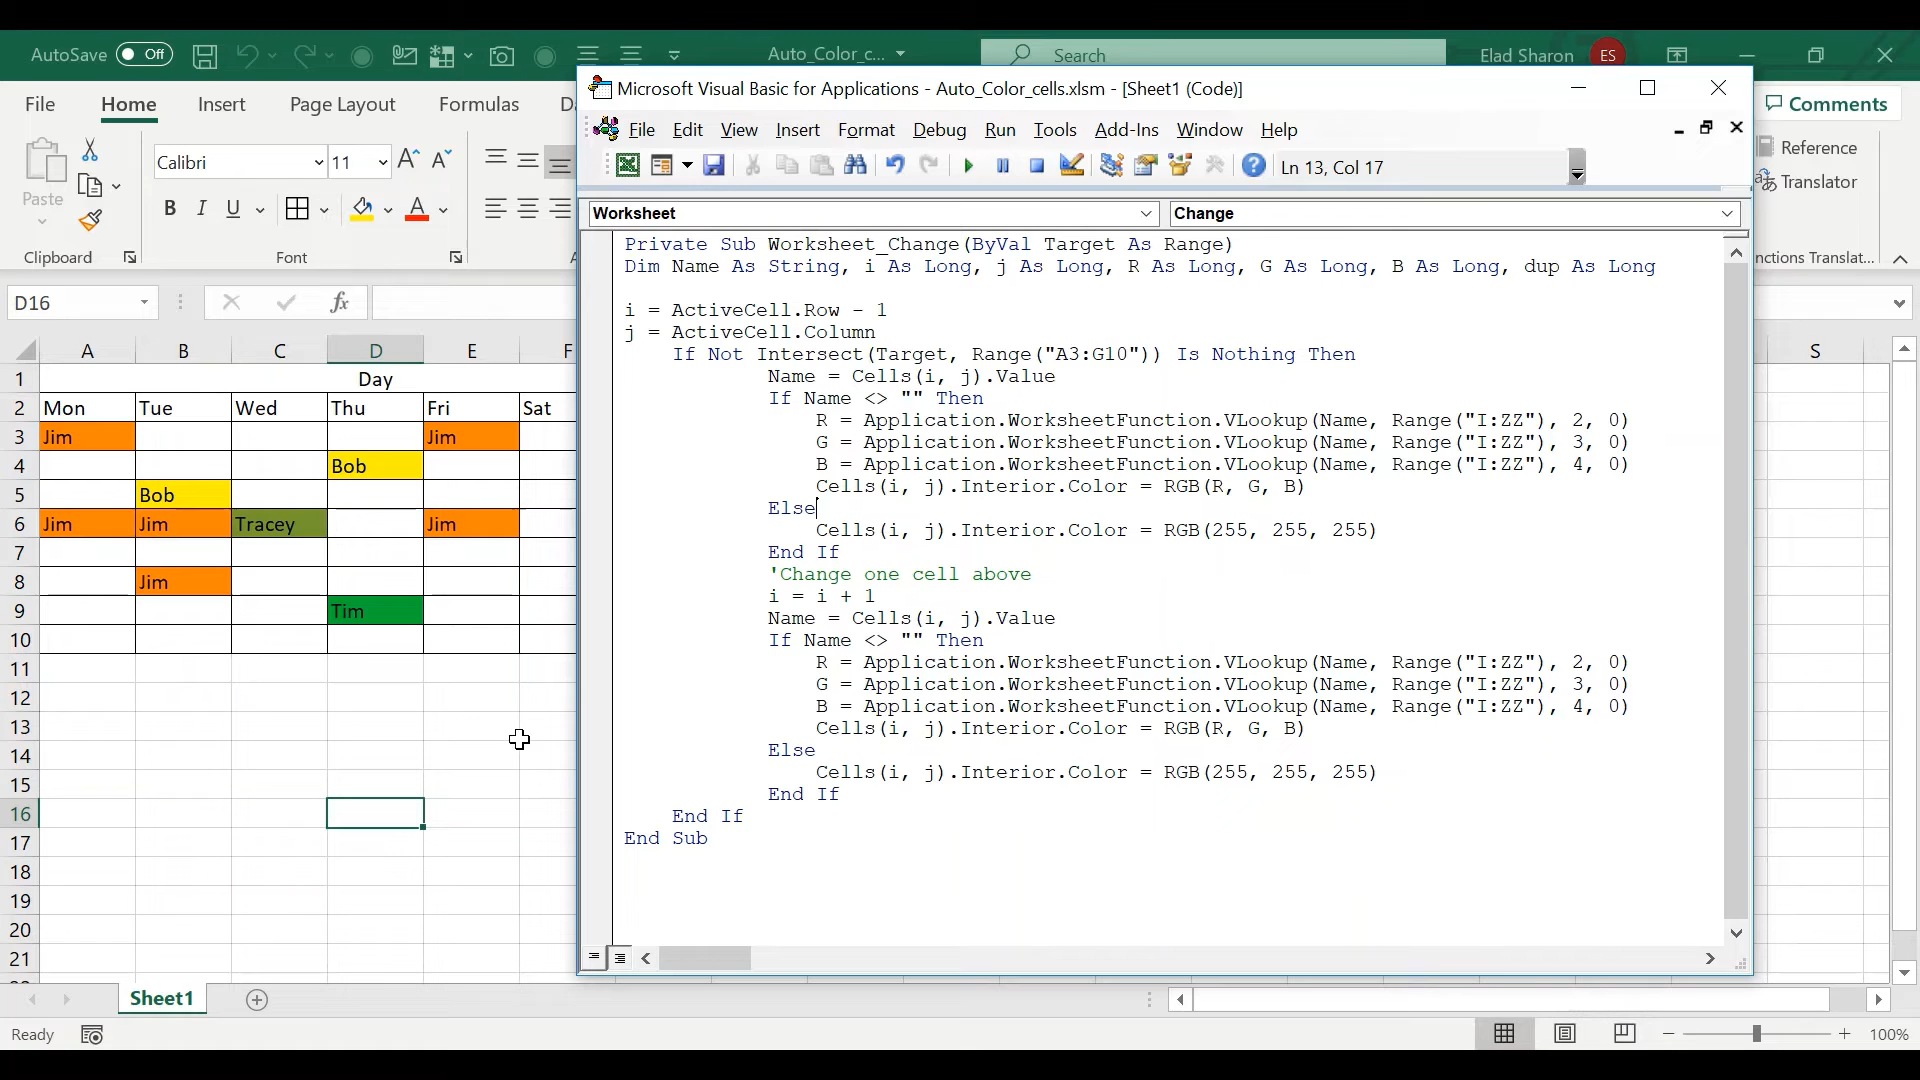 AutoSave Off Auto_Color_c... Search Elad Sharon ES
File Home Insert Page Layout Formulas Da
Comments
Paste
Clipboard
Calibri 11
B I U A
Font
Reference
Translator
nctions Translat...
D16 fx
A B C D E F S
1 Day
2 Mon Tue Wed Thu Fri Sat
3 Jim Jim
4 Bob
5 Bob
6 Jim Jim Tracey Jim
7
8 Jim
9 Tim
10
11
12
13
14
15
16
17
18
19
20
21
Sheet1
Ready 100%
Microsoft Visual Basic for Applications - Auto_Color_cells.xlsm - [Sheet1 (Code)]
File Edit View Insert Format Debug Run Tools Add-Ins Window Help
Ln 13, Col 17
Worksheet Change
Private Sub Worksheet_Change(ByVal Target As Range)
Dim Name As String, i As Long, j As Long, R As Long, G As Long, B As Long, dup As Long
i = ActiveCell.Row - 1
j = ActiveCell.Column
If Not Intersect(Target, Range("A3:G10")) Is Nothing Then
Name = Cells(i, j).Value
If Name <> "" Then
R = Application.WorksheetFunction.VLookup(Name, Range("I:ZZ"), 2, 0)
G = Application.WorksheetFunction.VLookup(Name, Range("I:ZZ"), 3, 0)
B = Application.WorksheetFunction.VLookup(Name, Range("I:ZZ"), 4, 0)
Cells(i, j).Interior.Color = RGB(R, G, B)
Else
Cells(i, j).Interior.Color = RGB(255, 255, 255)
End If
'Change one cell above
i = i + 1
Name = Cells(i, j).Value
If Name <> "" Then
R = Application.WorksheetFunction.VLookup(Name, Range("I:ZZ"), 2, 0)
G = Application.WorksheetFunction.VLookup(Name, Range("I:ZZ"), 3, 0)
B = Application.WorksheetFunction.VLookup(Name, Range("I:ZZ"), 4, 0)
Cells(i, j).Interior.Color = RGB(R, G, B)
Else
Cells(i, j).Interior.Color = RGB(255, 255, 255)
End If
End If
End Sub